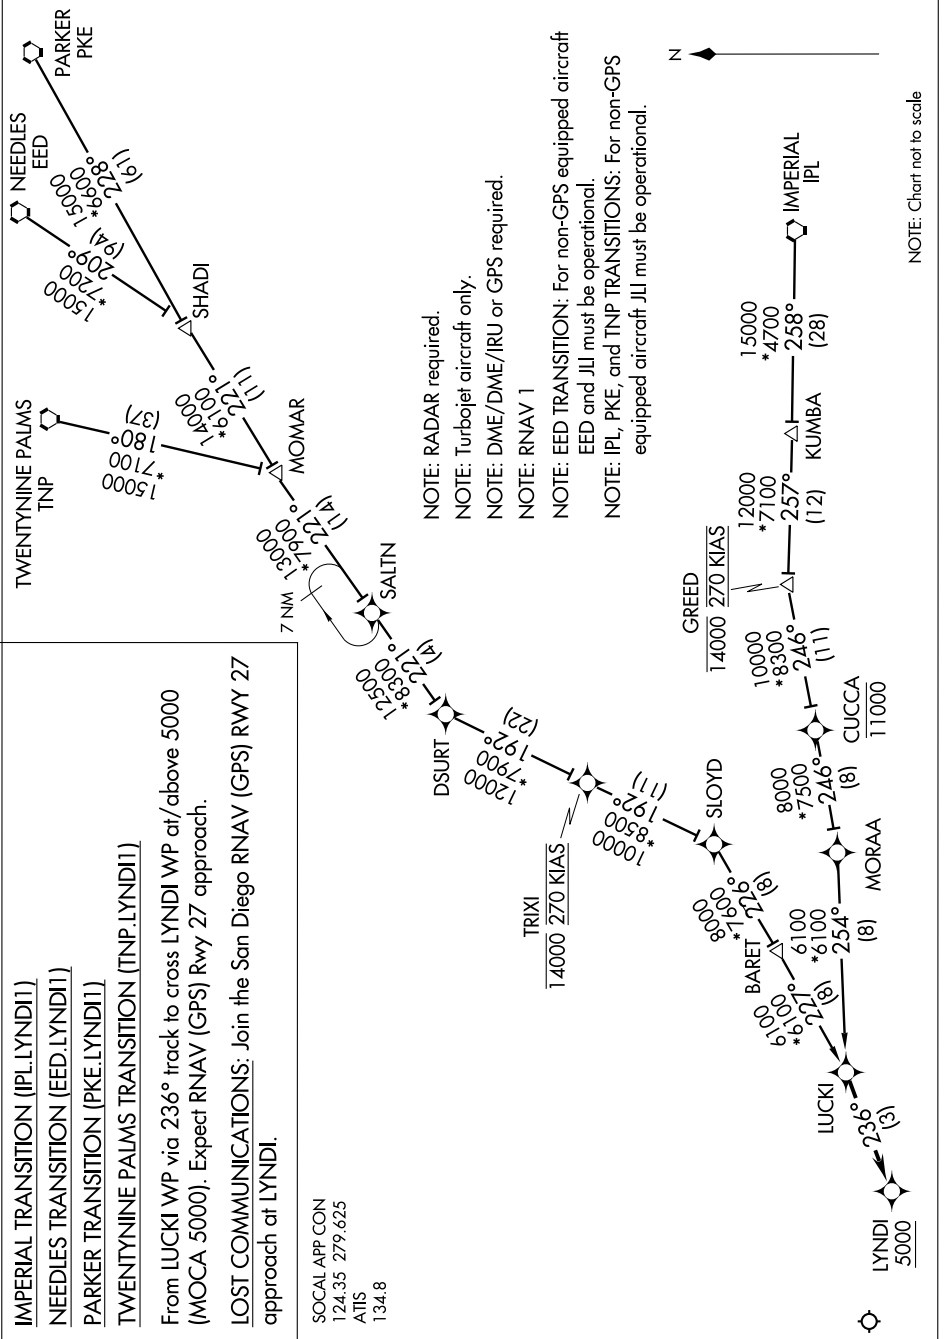 IMPERIAL TRANSITION (IPL.LYNDI1)
NEEDLES TRANSITION (EED.LYNDI1)
PARKER TRANSITION (PKE.LYNDI1)
TWENTYNINE PALMS TRANSITION (TNP.LYNDI1)
From LUCKI WP via 236° track to cross LYNDI WP at/above 5000
(MOCA 5000). Expect RNAV (GPS) Rwy 27 approach.
LOST COMMUNICATIONS: Join the San Diego RNAV (GPS) RWY 27
approach at LYNDI.
SOCAL APP CON
124.35 279.625
ATIS
134.8
TWENTYNINE PALMS
TNP
NEEDLES
EED
PARKER
PKE
15000
*7100
180°
(37)
15000
*7200
209°
(94)
15000
*6600
228°
(61)
SHADI
14000
*9100
221°
(11)
MOMAR
13000
*7900
221°
(14)
7 NM
SALTN
12500
*8300
221°
(4)
DSURT
12000
*7900
192°
(22)
TRIXI
14000 270 KIAS
10000
*8500
192°
(11)
SLOYD
8000
*7600
226°
(8)
BARET
6100
*6100
227°
(8)
LUCKI
236°
(3)
LYNDI
5000
NOTE: RADAR required.
NOTE: Turbojet aircraft only.
NOTE: DME/DME/IRU or GPS required.
NOTE: RNAV 1
NOTE: EED TRANSITION: For non-GPS equipped aircraft
EED and JLI must be operational.
NOTE: IPL, PKE, and TNP TRANSITIONS: For non-GPS
equipped aircraft JLI must be operational.
N
IMPERIAL
IPL
15000
*4700
258°
(28)
KUMBA
12000
*7100
257°
(12)
GREED
14000 270 KIAS
10000
*8300
246°
(11)
CUCCA
11000
8000
*7500
246°
(8)
MORAA
6100
*6100
254°
(8)
NOTE: Chart not to scale